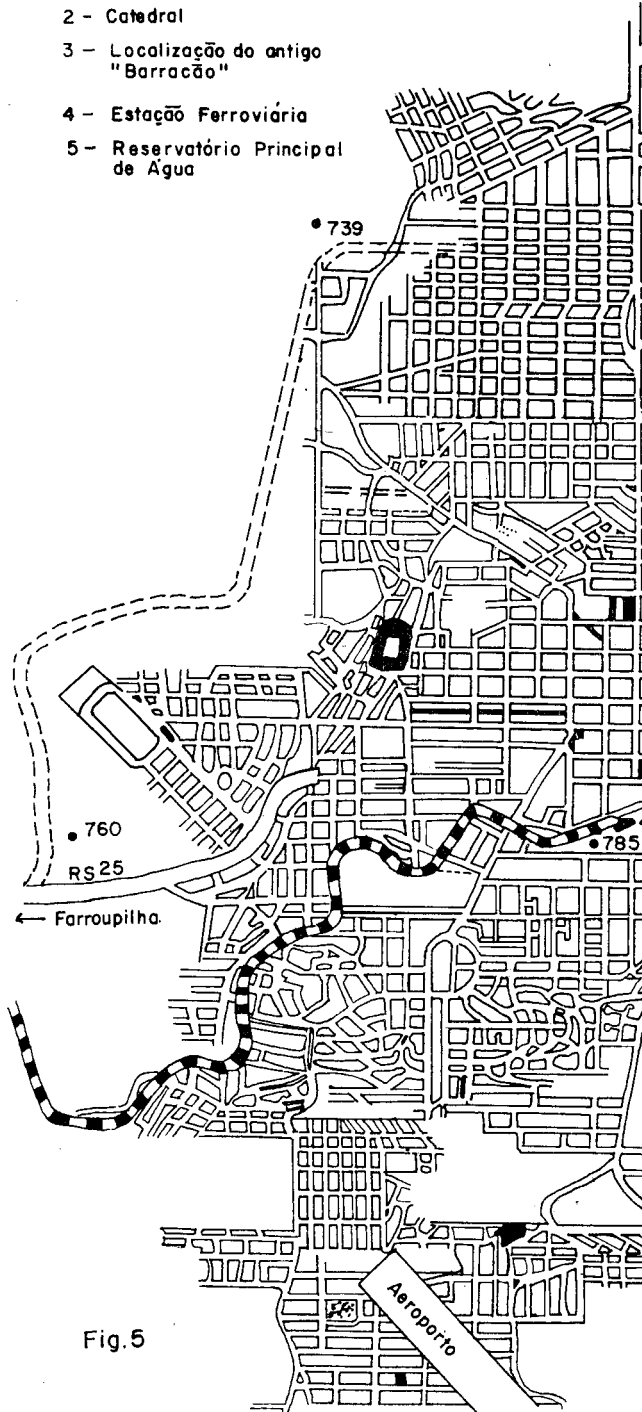 2 - Catedral
3 - Localização do antigo
"Barracão"
4 - Estação Ferroviária
5 - Reservatório Principal
de Água
739
760
785
RS 25
← Farroupilha
Aeroporto
Fig.5